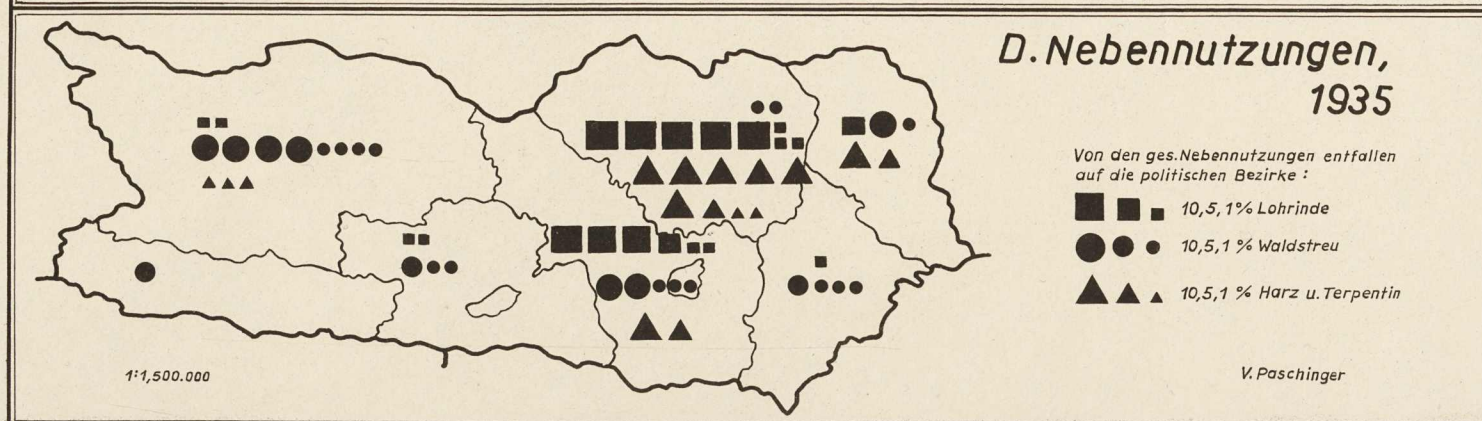 D. Nebennutzungen,
1935
Von den ges. Nebennutzungen entfallen
auf die politischen Bezirke :
10,5,1% Lohrinde
10,5,1 % Waldstreu
10,5,1 % Harz u. Terpentin
1:1,500.000
V. Paschinger